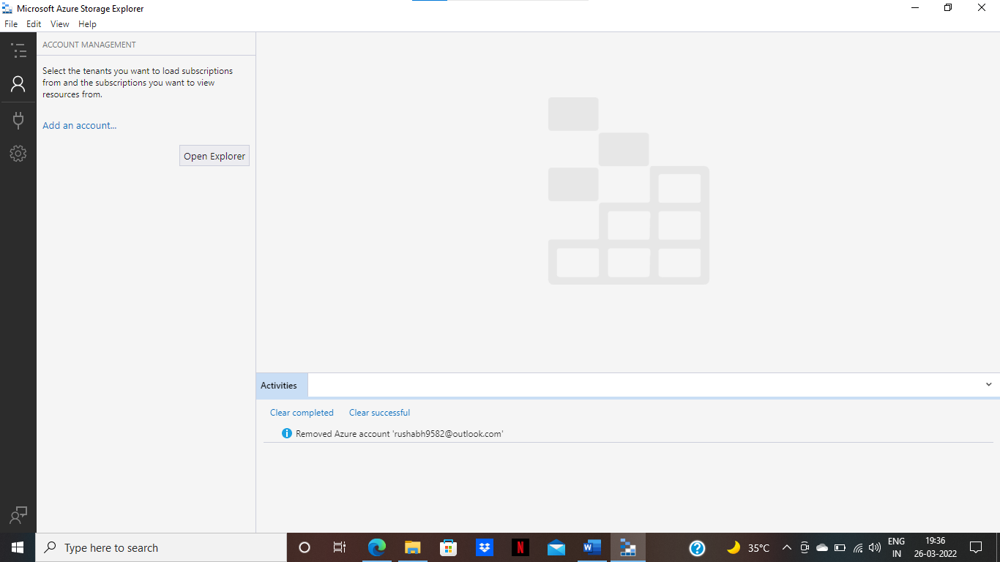 Microsoft Azure Storage Explorer
File Edit View Help
ACCOUNT MANAGEMENT
Select the tenants you want to load subscriptions
from and the subscriptions you want to view
resources from.
Add an account...
Open Explorer
Activities
Clear completed Clear successful
Removed Azure account 'rushabh9582@outlook.com'
Type here to search
N
W
35°C
ENG
IN
19:36
26-03-2022